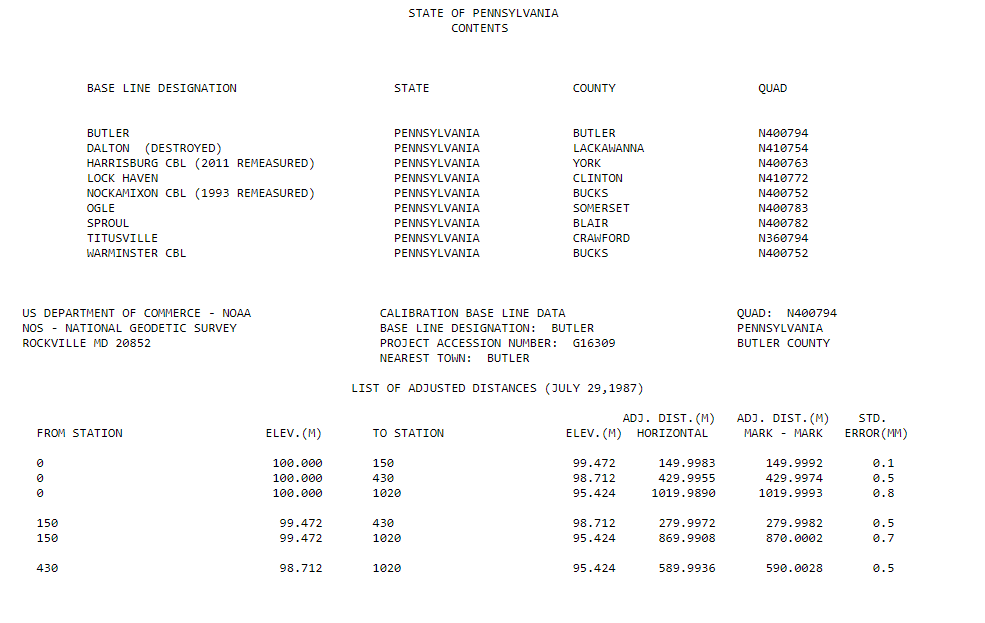 STATE OF PENNSYLVANIA
CONTENTS
BASE LINE DESIGNATION STATE COUNTY QUAD
BUTLER PENNSYLVANIA BUTLER N400794
DALTON (DESTROYED) PENNSYLVANIA LACKAWANNA N410754
HARRISBURG CBL (2011 REMEASURED) PENNSYLVANIA YORK N400763
LOCK HAVEN PENNSYLVANIA CLINTON N410772
NOCKAMIXON CBL (1993 REMEASURED) PENNSYLVANIA BUCKS N400752
OGLE PENNSYLVANIA SOMERSET N400783
SPROUL PENNSYLVANIA BLAIR N400782
TITUSVILLE PENNSYLVANIA CRAWFORD N360794
WARMINSTER CBL PENNSYLVANIA BUCKS N400752
US DEPARTMENT OF COMMERCE - NOAA CALIBRATION BASE LINE DATA QUAD: N400794
NOS - NATIONAL GEODETIC SURVEY BASE LINE DESIGNATION: BUTLER PENNSYLVANIA
ROCKVILLE MD 20852 PROJECT ACCESSION NUMBER: G16309 BUTLER COUNTY
NEAREST TOWN: BUTLER
LIST OF ADJUSTED DISTANCES (JULY 29,1987)
ADJ. DIST.(M) ADJ. DIST.(M) STD.
FROM STATION ELEV.(M) TO STATION ELEV.(M) HORIZONTAL MARK - MARK ERROR(MM)
0 100.000 150 99.472 149.9983 149.9992 0.1
0 100.000 430 98.712 429.9955 429.9974 0.5
0 100.000 1020 95.424 1019.9890 1019.9993 0.8
150 99.472 430 98.712 279.9972 279.9982 0.5
150 99.472 1020 95.424 869.9908 870.0002 0.7
430 98.712 1020 95.424 589.9936 590.0028 0.5